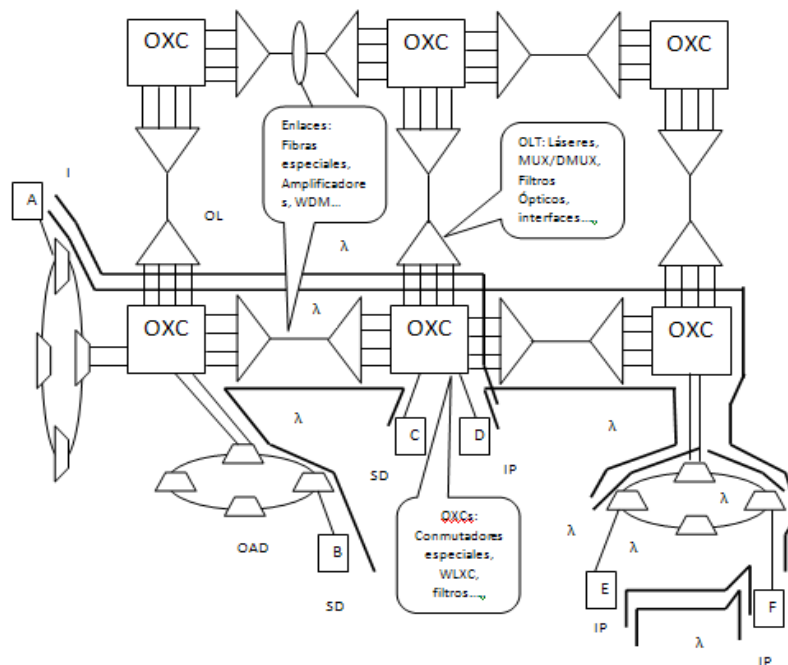 OXC
OXC
OXC
Enlaces:
Fibras
especiales,
Amplificadore
s, WDM...
OLT: Láseres,
MUX/DMUX,
Filtros
Ópticos,
interfaces....
I
A
OL
λ
λ
OXC
OXC
OXC
λ
λ
C
D
SD
IP
λ
OAD
B
SD
OXCs:
Conmutadores
especiales,
WLXC,
filtros....
λ
λ
E
F
IP
λ
IP